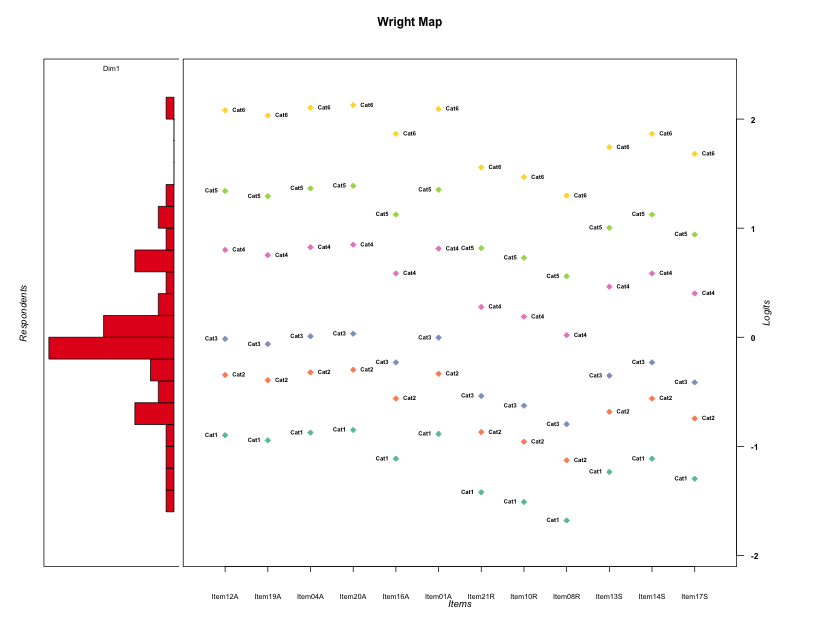 Wright Map
Dim1
Respondents
Cat6 Cat6 Cat6 Cat6 Cat6 Cat6 Cat6 Cat6 Cat6 Cat6 Cat6 Cat6
Cat5 Cat5 Cat5 Cat5 Cat5 Cat5 Cat5 Cat5 Cat5 Cat5 Cat5 Cat5
Cat4 Cat4 Cat4 Cat4 Cat4 Cat4 Cat4 Cat4 Cat4 Cat4 Cat4 Cat4
Cat3 Cat3 Cat3 Cat3 Cat3 Cat3 Cat3 Cat3 Cat3 Cat3 Cat3 Cat3
Cat2 Cat2 Cat2 Cat2 Cat2 Cat2 Cat2 Cat2 Cat2 Cat2 Cat2 Cat2
Cat1 Cat1 Cat1 Cat1 Cat1 Cat1 Cat1 Cat1 Cat1 Cat1 Cat1 Cat1
2
1
0
-1
-2
Logits
Item12A Item19A Item04A Item20A Item16A Item01A Item21R Item10R Item08R Item13S Item14S Item17S
Items